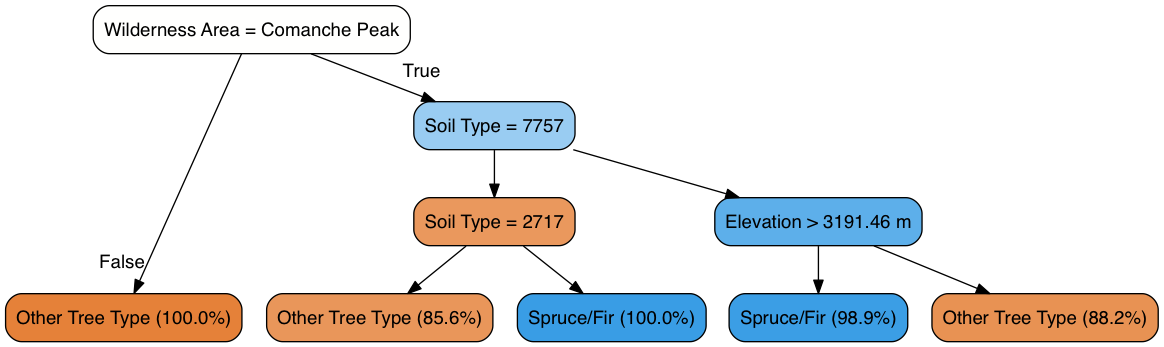 Wilderness Area = Comanche Peak
True
Soil Type = 7757
Soil Type = 2717
Elevation > 3191.46 m
False
Other Tree Type (100.0%)
Other Tree Type (85.6%)
Spruce/Fir (100.0%)
Spruce/Fir (98.9%)
Other Tree Type (88.2%)